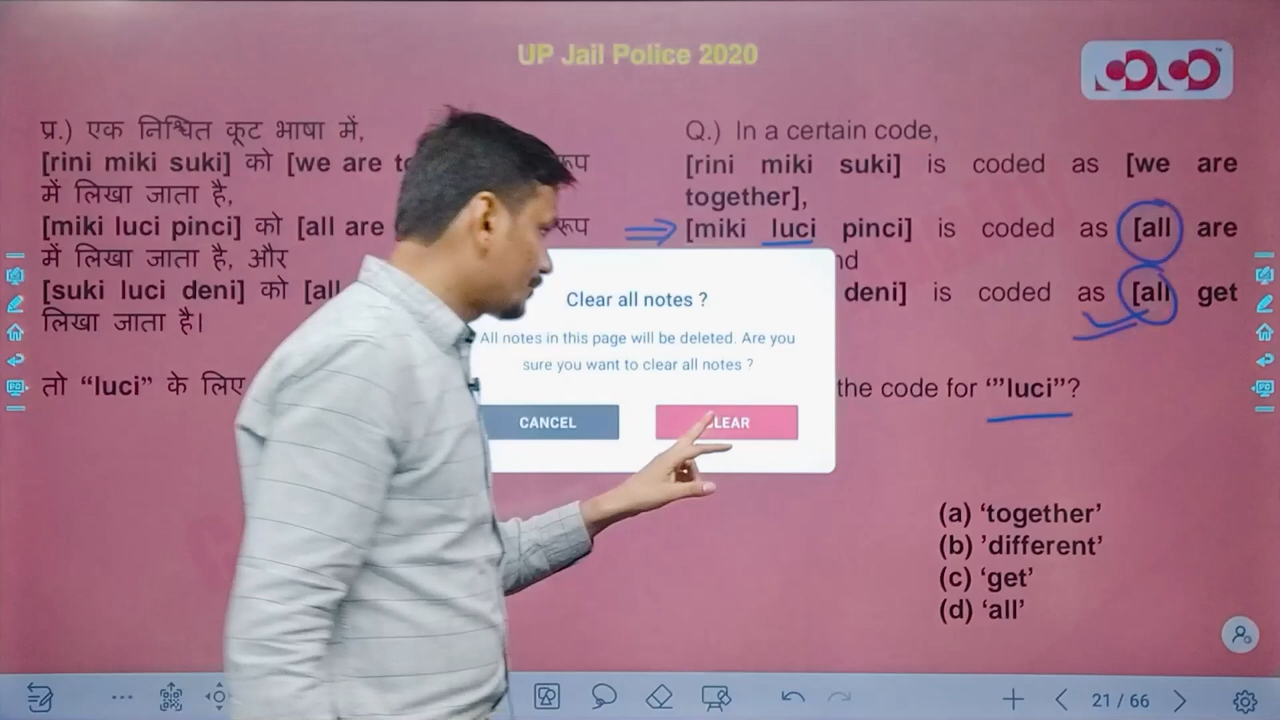 UP Jail Police 2020
प्र.) एक निश्चित कूट भाषा में,
[rini miki suki] को [we are
में लिखा जाता है,
[miki luci pinci] को [all are
में लिखा जाता है, और
[suki luci deni] को [all
लिखा जाता है।
तो “luci” के लिए
Q.) In a certain code,
[rini miki suki] is coded as [we are
together],
[miki luci pinci] is coded as [all are
deni] is coded as [all get
the code for ‘”luci”?
(a) ‘together’
(b) ’different’
(c) ‘get’
(d) ‘all’
Clear all notes ?
All notes in this page will be deleted. Are you
sure you want to clear all notes ?
CANCEL
CLEAR
21 / 66